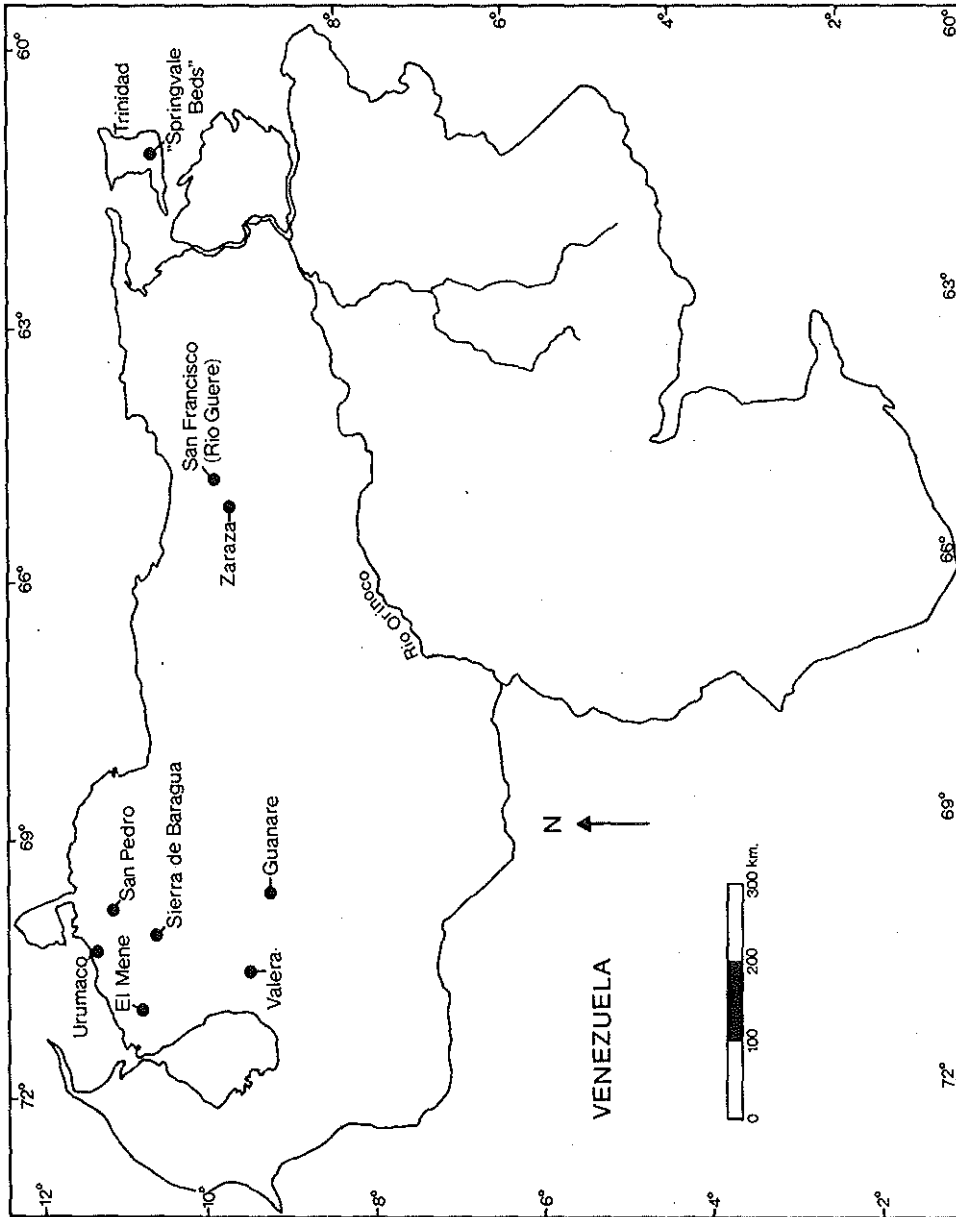 72°
69°
66°
63°
60°
12°
10°
8°
6°
4°
2°
8°
6°
4°
2°
72°
69°
66°
63°
60°
Trinidad
"Springvale
Beds"
San Francisco
(Rio Guere)
Zaraza
Rio Orinoco
Urumaco
El Mene
San Pedro
Sierra de Baragua
Guanare
Valera
N
VENEZUELA
0
100
200
300 km.